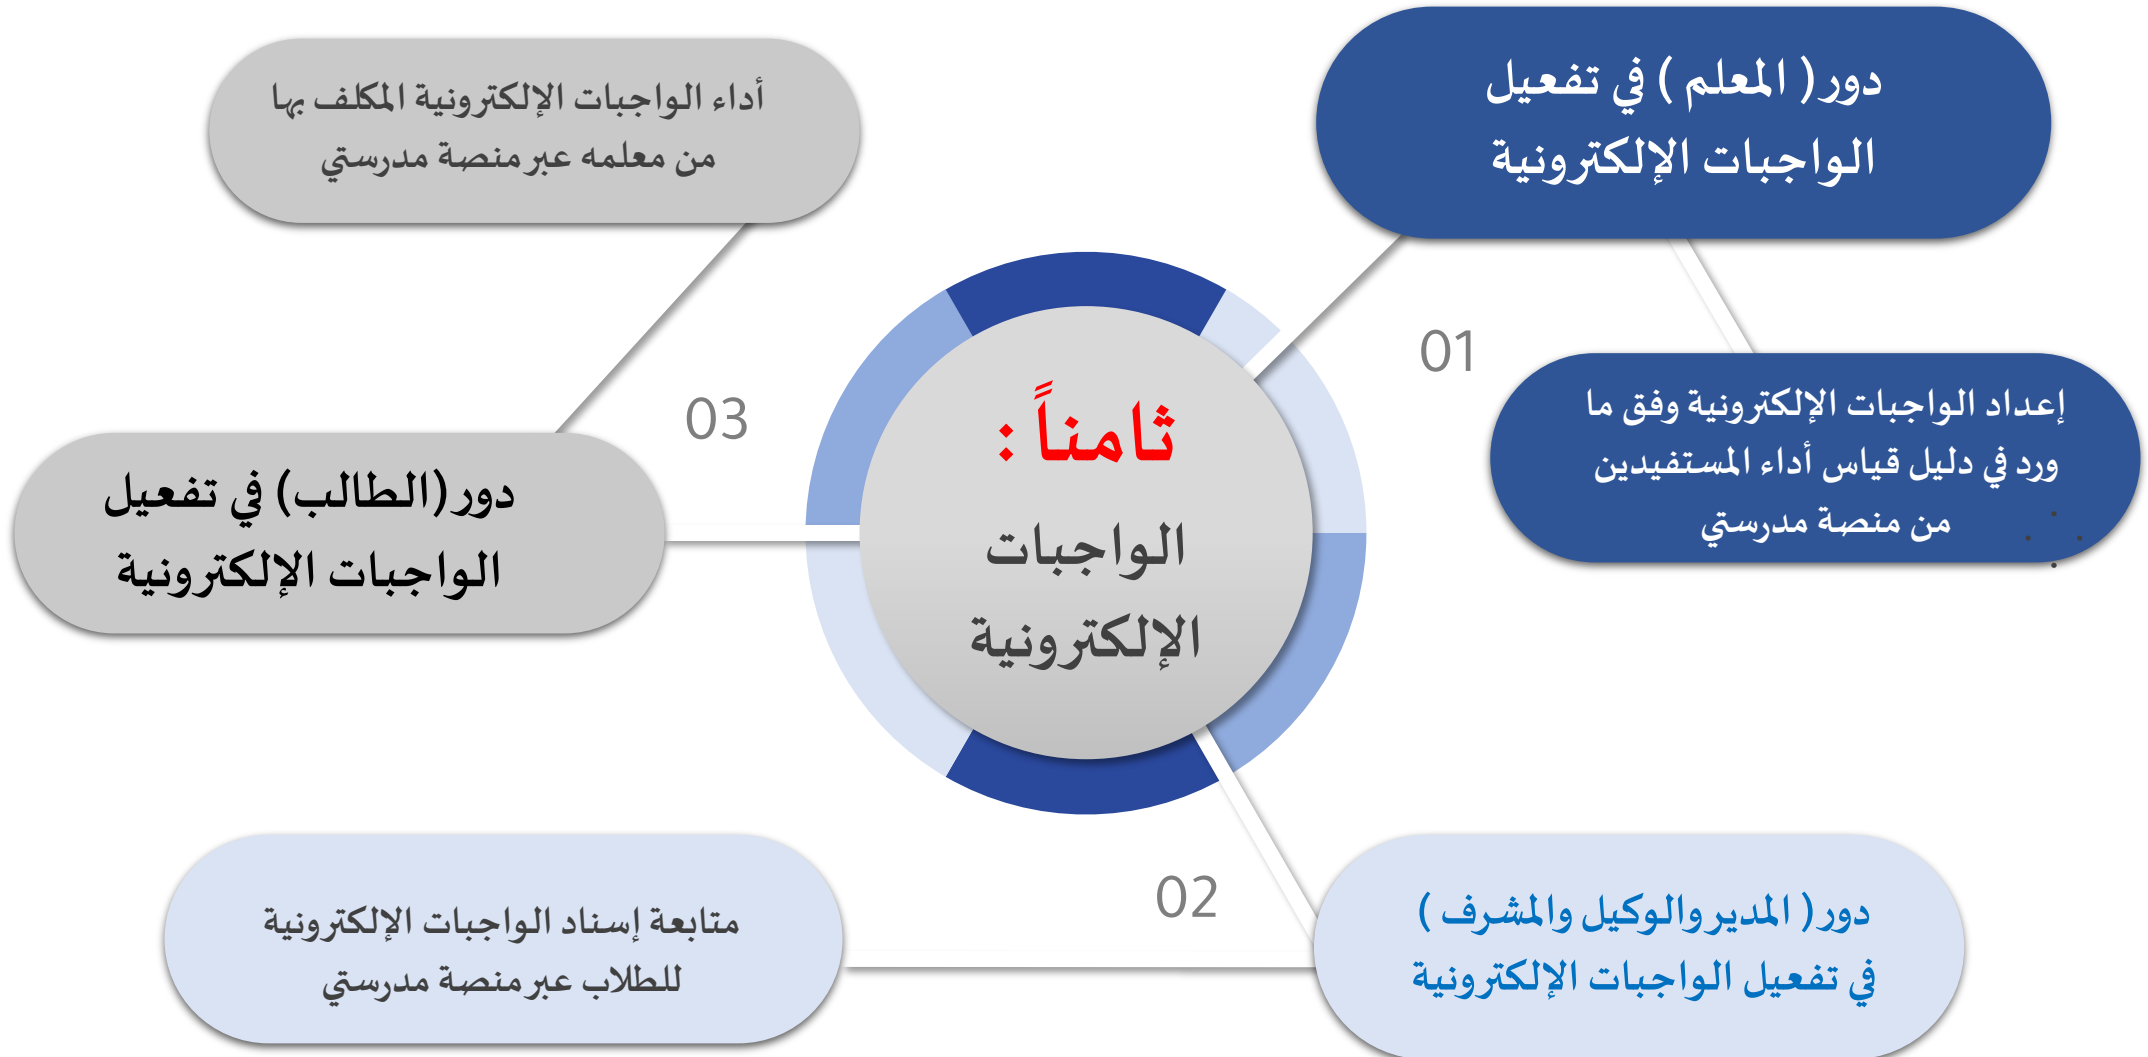 ثامناً :
الواجبات
الإلكترونية
01
دور( المعلم ) في تفعيل
الواجبات الإلكترونية
إعداد الواجبات الإلكترونية وفق ما
ورد في دليل قياس أداء المستفيدين
من منصة مدرستي
02
دور( المدير والوكيل والمشرف )
في تفعيل الواجبات الإلكترونية
متابعة إسناد الواجبات الإلكترونية
للطلاب عبر منصة مدرستي
03
دور(الطالب) في تفعيل
الواجبات الإلكترونية
أداء الواجبات الإلكترونية المكلف بها
من معلمه عبر منصة مدرستي